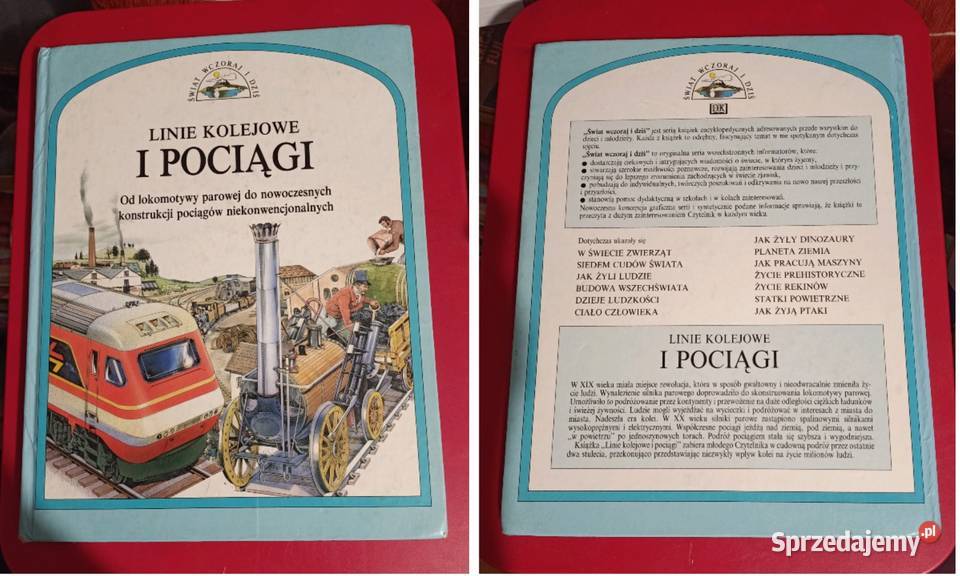 ŚWIAT WCZORAJ I DZIŚ
LINIE KOLEJOWE
I POCIĄGI
Od lokomotywy parowej do nowoczesnych
konstrukcji pociągów niekonwencjonalnych
ŚWIAT WCZORAJ I DZIŚ
DK
„Świat wczoraj i dziś" jest serią książek encyklopedycznych adresowanych przede wszystkim do
dzieci i młodzieży. Każda z książek to odrębny, fascynujący temat w nie spotykanym dotychczas
ujęciu.
„Świat wczoraj i dziś" to oryginalna seria wszechstronnych informatorów, które:
● dostarczają ciekawych i intrygujących wiadomości o świecie, w którym żyjemy,
● stwarzają szerokie możliwości poznawcze, rozwijają zainteresowania dzieci i młodzieży i przy-
czyniają się do lepszego zrozumienia zachodzących w świecie zjawisk,
● pobudzają do indywidualnych, twórczych poszukiwań i odkrywania na nowo naszej przeszłości
i przyszłości,
● stanowią pomoc dydaktyczną w szkołach i w kołach zainteresowań.
Nowoczesna koncepcja graficzna serii i syntetycznie podane informacje sprawiają, że książki te
przeczyta z dużym zainteresowaniem Czytelnik w każdym wieku.
Dotychczas ukazały się
W ŚWIECIE ZWIERZĄT
SIEDEM CUDÓW ŚWIATA
JAK ŻYLI LUDZIE
BUDOWA WSZECHŚWIATA
DZIEJE LUDZKOŚCI
CIAŁO CZŁOWIEKA
JAK ŻYŁY DINOZAURY
PLANETA ZIEMIA
JAK PRACUJĄ MASZYNY
ŻYCIE PREHISTORYCZNE
ŻYCIE REKINÓW
STATKI POWIETRZNE
JAK ŻYJĄ PTAKI
LINIE KOLEJOWE
I POCIĄGI
W XIX wieku miała miejsce rewolucja, która w sposób gwałtowny i nieodwracalnie zmieniła ży-
cie ludzi. Wynalezienie silnika parowego doprowadziło do skonstruowania lokomotywy parowej.
Umożliwiło to podróżowanie przez kontynenty i przewożenie na duże odległości ciężkich ładunków
i świeżej żywności. Ludzie mogli wyjeżdżać na wycieczki i podróżować w interesach z miasta do
miasta. Nadeszła era kolei. W XX wieku silniki parowe zastąpiono spalinowymi silnikami
wysokoprężnymi i elektrycznymi. Współczesne pociągi jeżdżą nad ziemią, pod ziemią, a nawet
„w powietrzu" po jednoszynowych torach. Podróż pociągiem stała się szybsza i wygodniejsza.
Książka „Linie kolejowe i pociągi" zabiera młodego Czytelnika w cudowną podróż przez ostatnie
dwa stulecia, przekonująco przedstawiając niezwykły wpływ kolei na życie milionów ludzi.
Sprzedajemy.pl